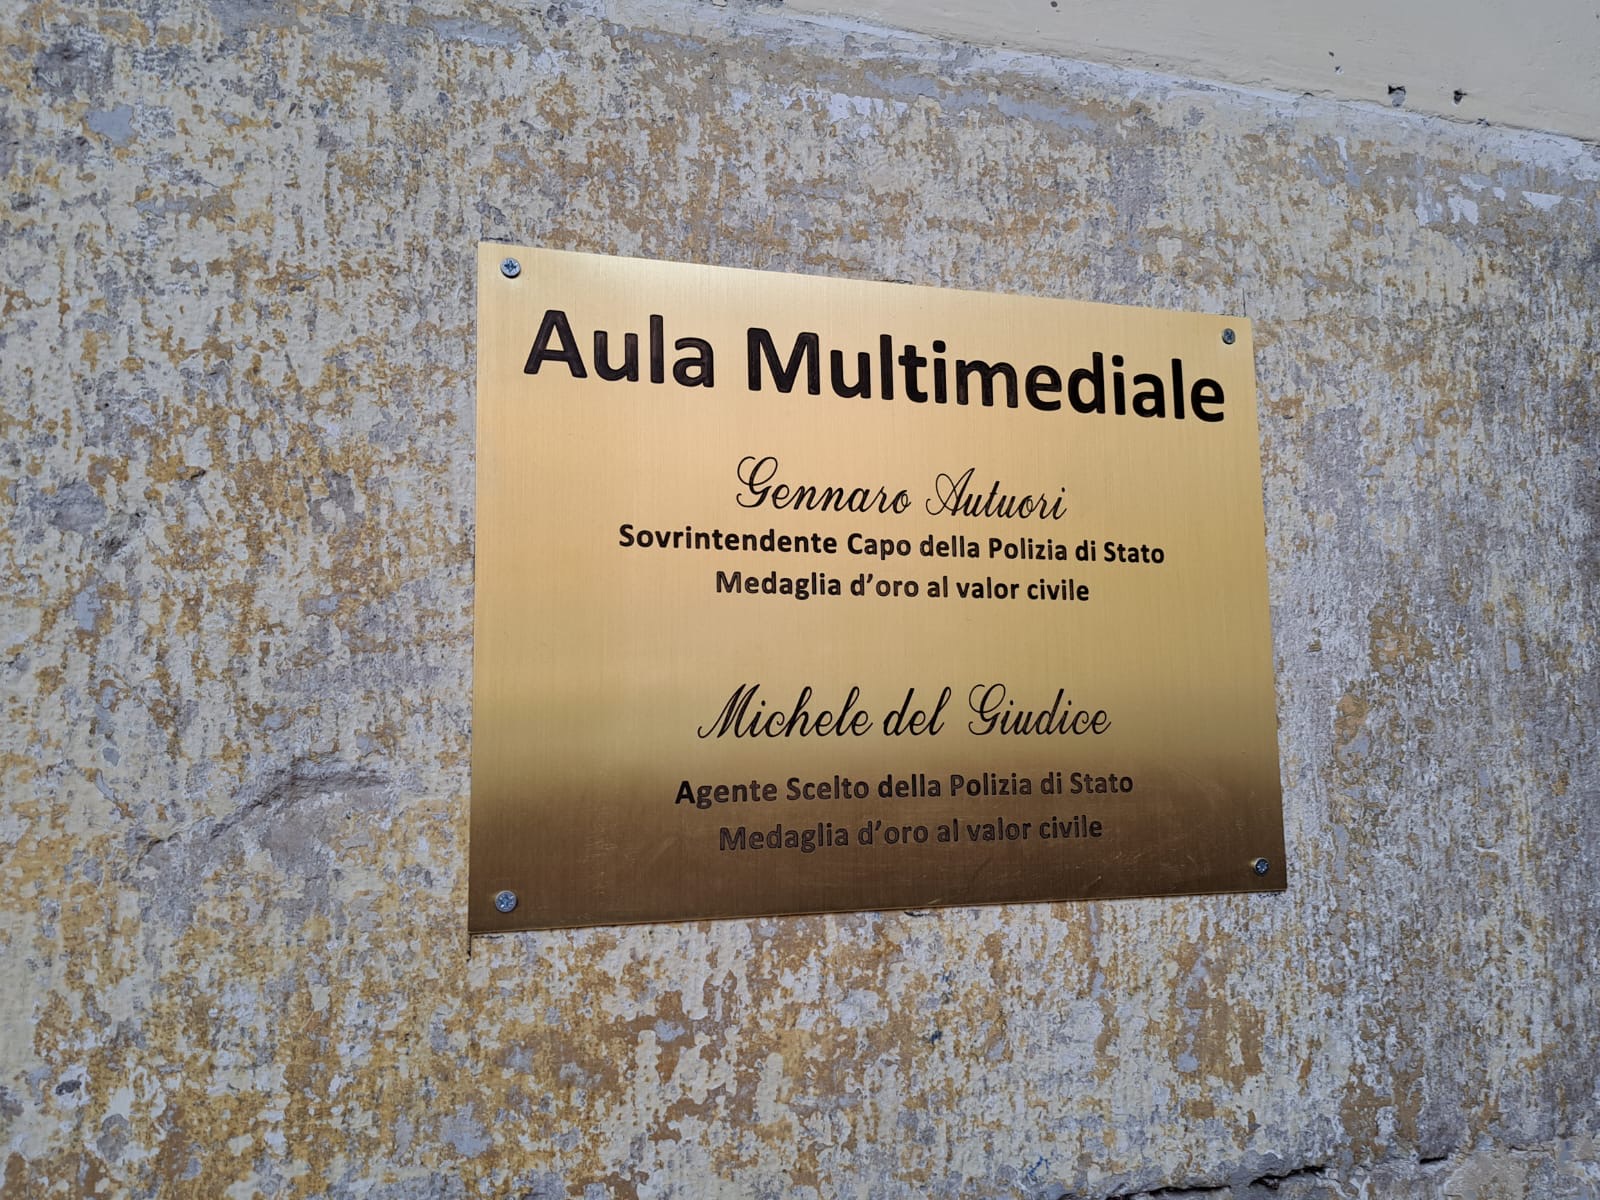 Aula Multimediale
Gennaro Autuori
Sovrintendente Capo della Polizia di Stato
Medaglia d’oro al valor civile
Michele del Giudice
Agente Scelto della Polizia di Stato
Medaglia d’oro al valor civile